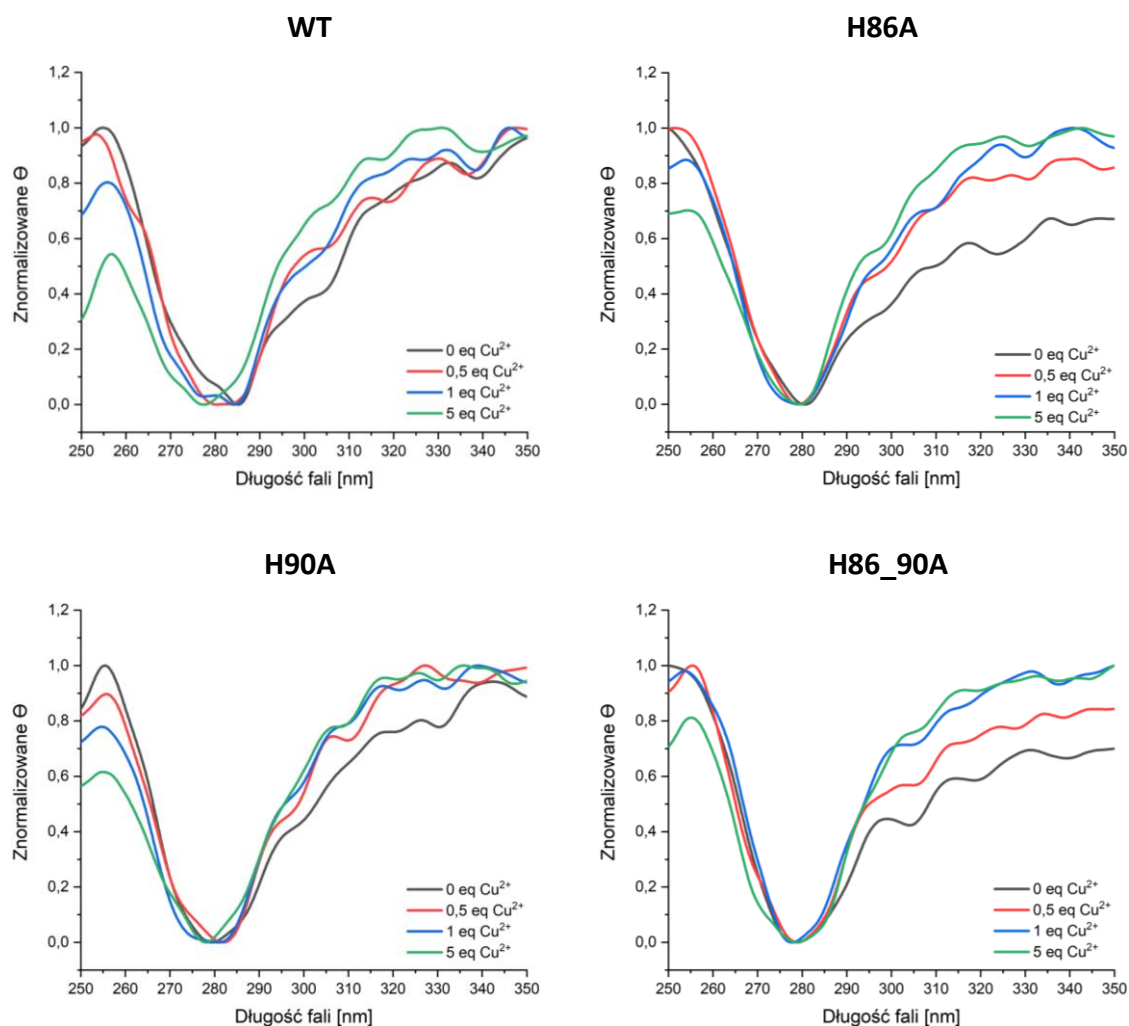 WT
1,2
1,0
0,8
0,6
0,4
0,2
0,0
Znormalizowane Θ
0 eq Cu²⁺
0,5 eq Cu²⁺
1 eq Cu²⁺
5 eq Cu²⁺
250 260 270 280 290 300 310 320 330 340 350
Długość fali [nm]
H86A
1,2
1,0
0,8
0,6
0,4
0,2
0,0
Znormalizowane Θ
0 eq Cu²⁺
0,5 eq Cu²⁺
1 eq Cu²⁺
5 eq Cu²⁺
250 260 270 280 290 300 310 320 330 340 350
Długość fali [nm]
H90A
1,2
1,0
0,8
0,6
0,4
0,2
0,0
Znormalizowane Θ
0 eq Cu²⁺
0,5 eq Cu²⁺
1 eq Cu²⁺
5 eq Cu²⁺
250 260 270 280 290 300 310 320 330 340 350
Długość fali [nm]
H86_90A
1,2
1,0
0,8
0,6
0,4
0,2
0,0
Znormalizowane Θ
0 eq Cu²⁺
0,5 eq Cu²⁺
1 eq Cu²⁺
5 eq Cu²⁺
250 260 270 280 290 300 310 320 330 340 350
Długość fali [nm]